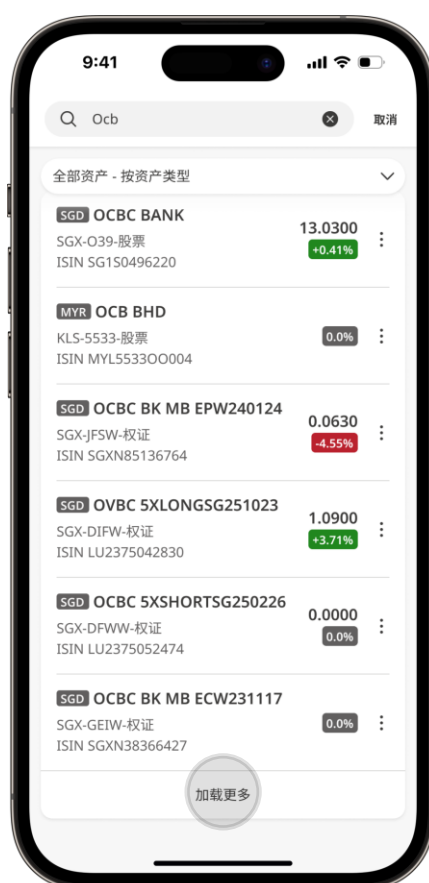 9:41
Ocb
取消
全部资产 - 按资产类型
SGD OCBC BANK
13.0300
SGX-O39-股票
+0.41%
ISIN SG1S0496220
MYR OCB BHD
KLS-5533-股票
0.0%
ISIN MYL5533OO004
SGD OCBC BK MB EPW240124
0.0630
SGX-JFSW-权证
-4.55%
ISIN SGXN85136764
SGD OVBC 5XLONGSG251023
1.0900
SGX-DIFW-权证
+3.71%
ISIN LU2375042830
SGD OCBC 5XSHORTSG250226
0.0000
SGX-DFWW-权证
0.0%
ISIN LU2375052474
SGD OCBC BK MB ECW231117
SGX-GEIW-权证
0.0%
ISIN SGXN38366427
加载更多